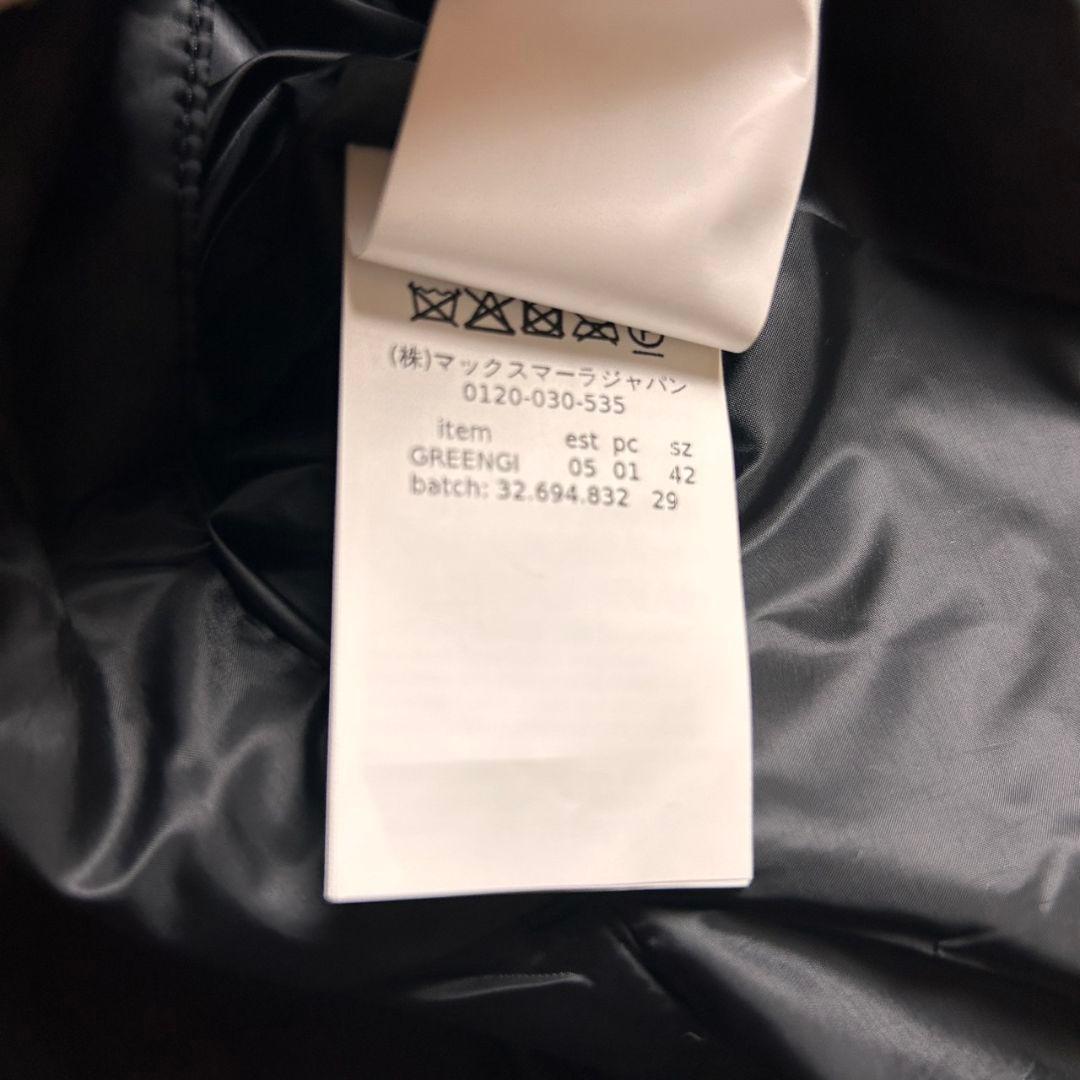 (株)マックスマーラジャパン
0120-030-535
item est pc sz
GREENGI 05 01 42
batch: 32.694.832 29